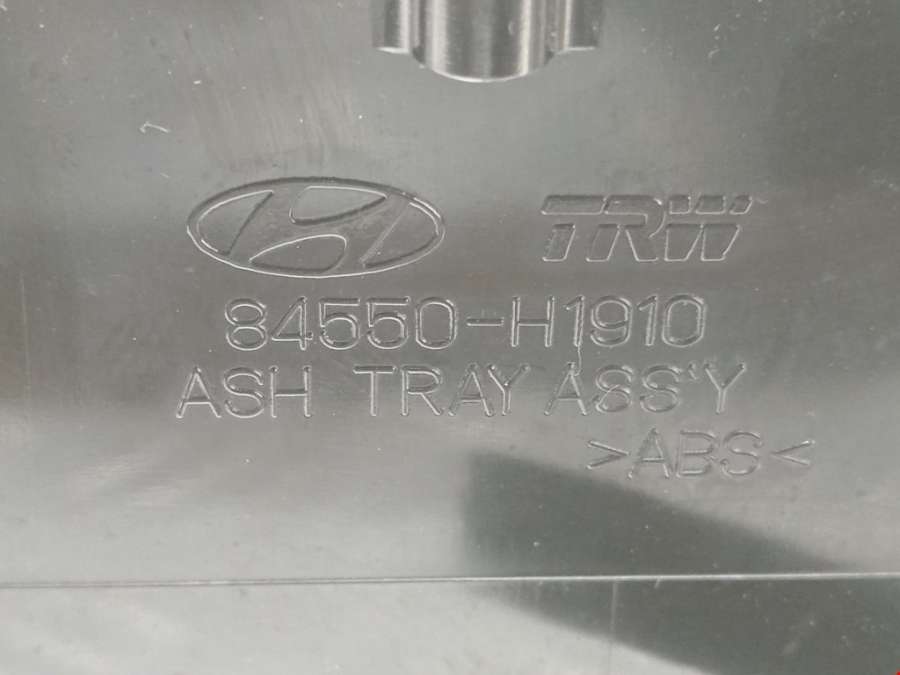 TRW
84550-H1910
ASH TRAY ASS'Y
>ABS<